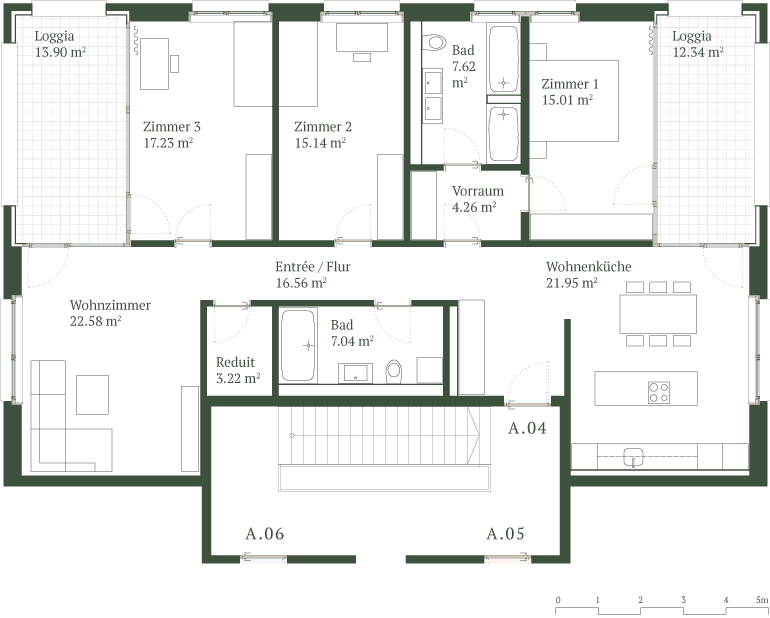 Loggia
13.90 m²
Zimmer 3
17.23 m²
Zimmer 2
15.14 m²
Bad
7.62
m²
Zimmer 1
15.01 m²
Loggia
12.34 m²
Vorraum
4.26 m²
Entrée / Flur
16.56 m²
Wohnenküche
21.95 m²
Wohnzimmer
22.58 m²
Reduit
3.22 m²
Bad
7.04 m²
A.04
A.06
A.05
0 1 2 3 4 5m